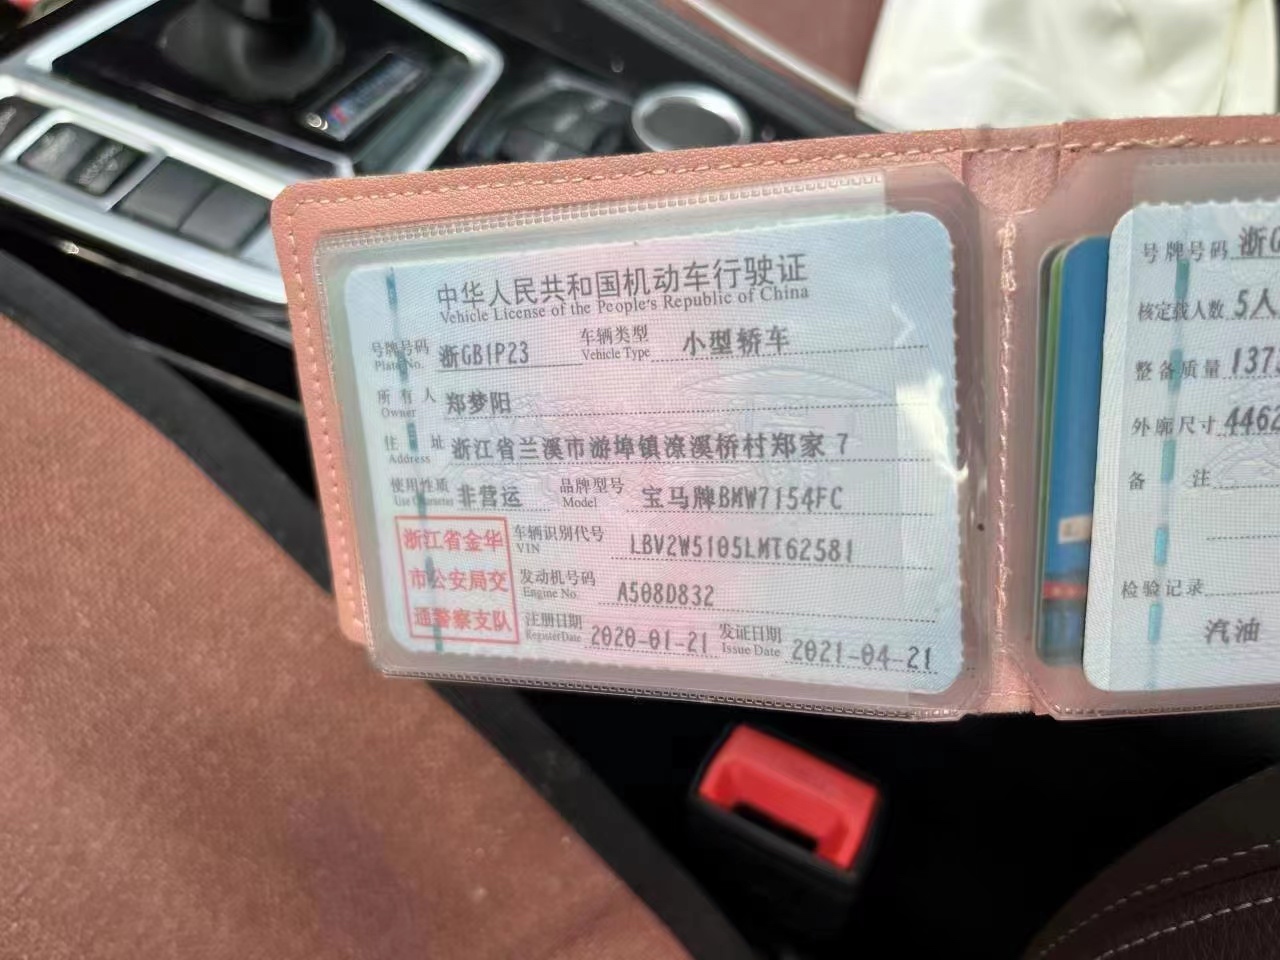 中华人民共和国机动车行驶证
Vehicle License of the People's Republic of China
号牌号码 浙GB1P23 车辆类型 小型轿车
Plate No. Vehicle Type
所有人 郑梦阳
Owner
住址 浙江省兰溪市游埠镇潦溪桥村郑家 7
Address
使用性质 非营运 品牌型号 宝马牌BMW7154FC
Use Character Model
浙江省金华
市公安局交
通警察支队
车辆识别代号 LBV2W5105LMT62581
VIN
发动机号码 A508D832
Engine No.
注册日期 2020-01-21 发证日期 2021-04-21
Register Date Issue Date
号牌号码 浙G
核定载人数 5人
整备质量 137
外廓尺寸 446
备注
检验记录
汽油